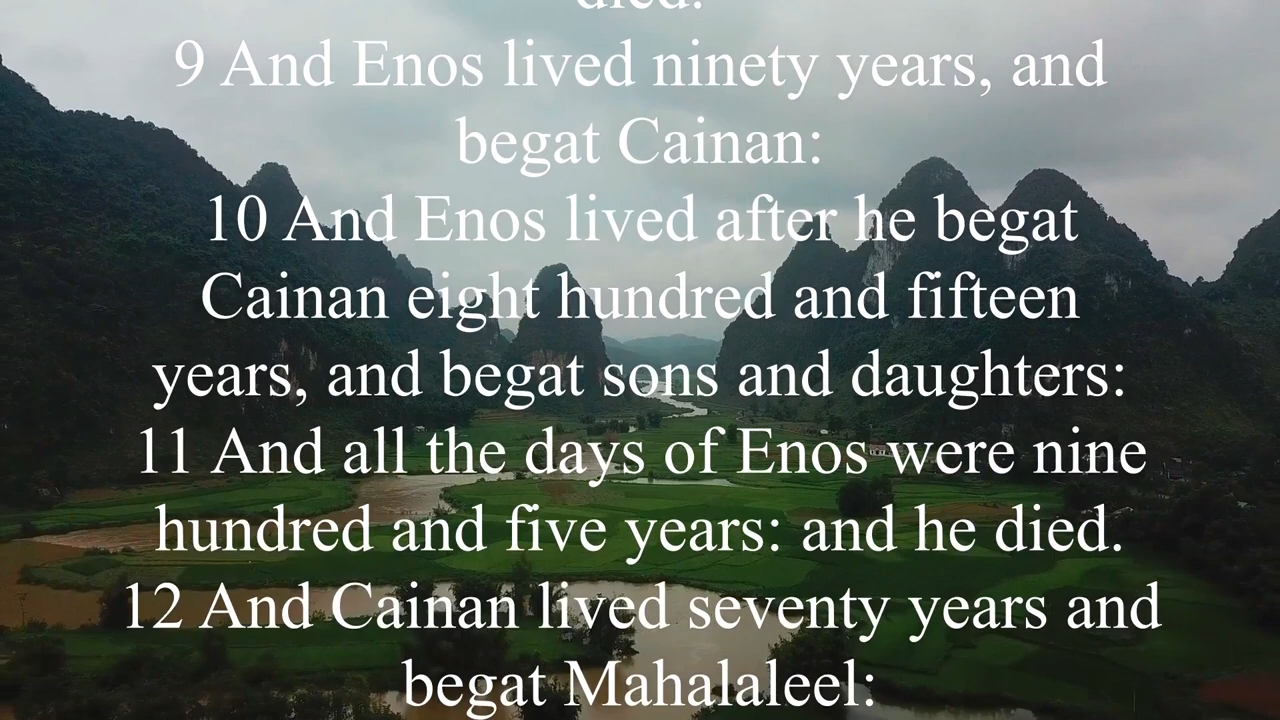 died.
9 And Enos lived ninety years, and
begat Cainan:
10 And Enos lived after he begat
Cainan eight hundred and fifteen
years, and begat sons and daughters:
11 And all the days of Enos were nine
hundred and five years: and he died.
12 And Cainan lived seventy years and
begat Mahalaleel: